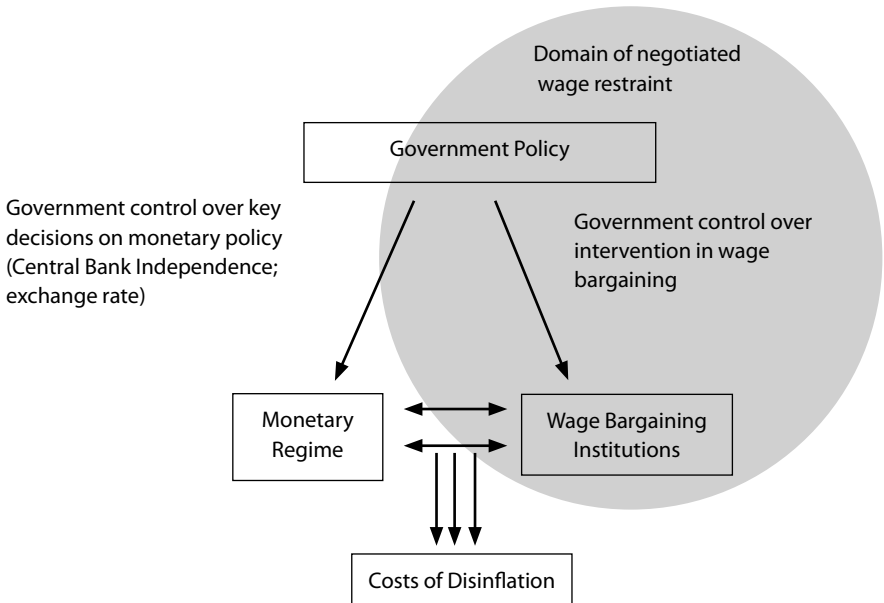 Domain of negotiated
wage restraint
Government Policy
Government control over key
decisions on monetary policy
(Central Bank Independence;
exchange rate)
Government control over
intervention in wage
bargaining
Monetary
Regime
Wage Bargaining
Institutions
Costs of Disinflation